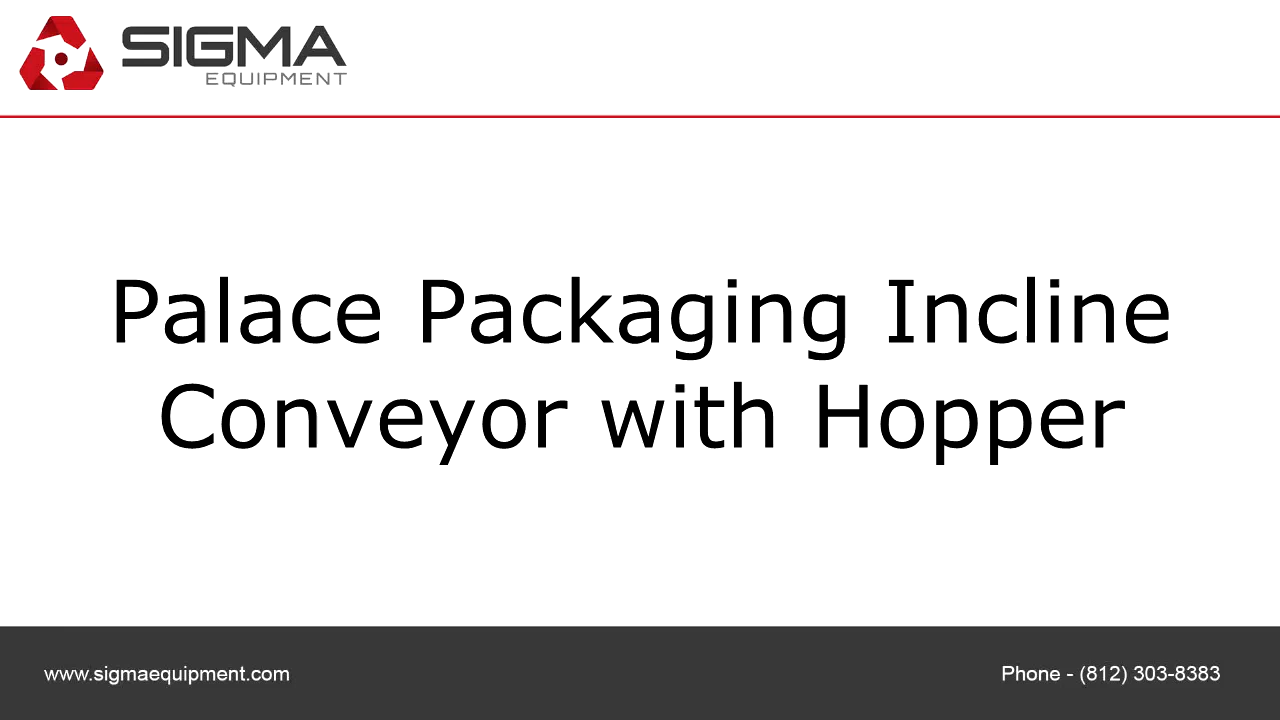 SIGMA
EQUIPMENT
Palace Packaging Incline
Conveyor with Hopper
www.sigmaequipment.com
Phone - (812) 303-8383